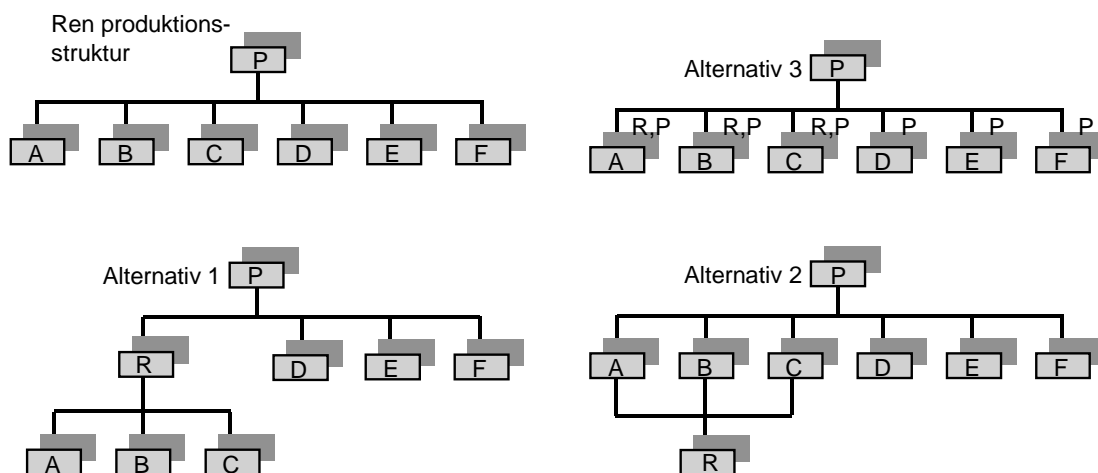 Ren produktions-
struktur
P
A B C D E F
Alternativ 3 P
R,P R,P R,P P P P
A B C D E F
Alternativ 1 P
R D E F
A B C
Alternativ 2 P
A B C D E F
R